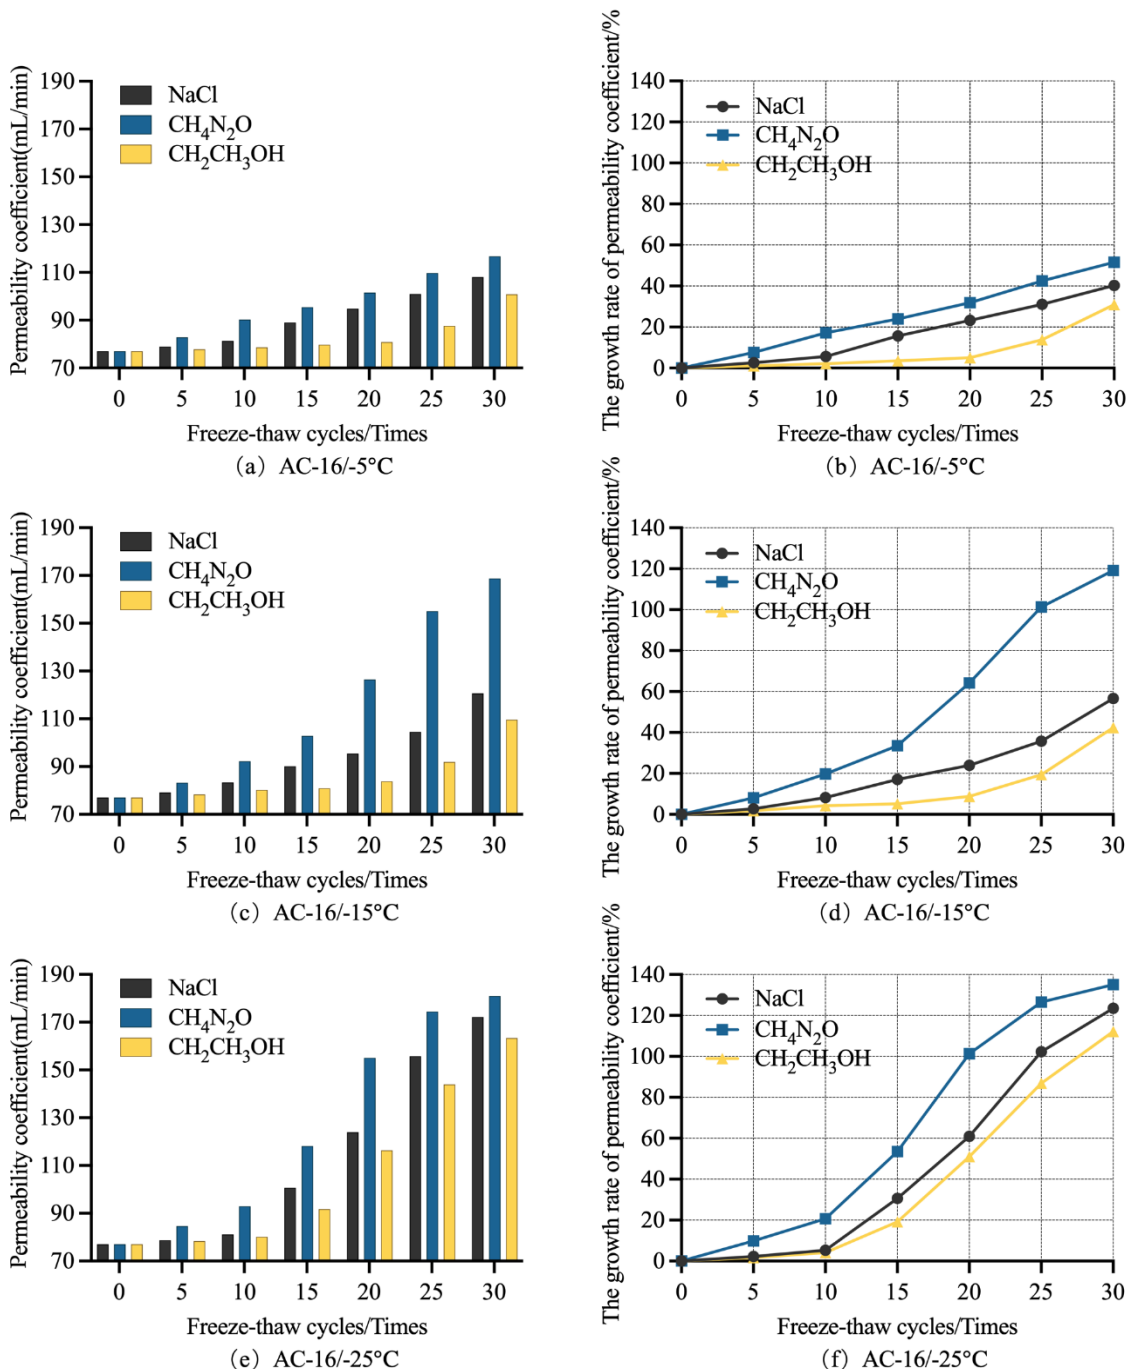 Permeability coefficient(mL/min)
190
170
150
130
110
90
70
NaCl
CH₄N₂O
CH₂CH₃OH
0 5 10 15 20 25 30
Freeze-thaw cycles/Times
(a) AC-16/-5°C
The growth rate of permeability coefficient/%
140
120
100
80
60
40
20
0
NaCl
CH₄N₂O
CH₂CH₃OH
0 5 10 15 20 25 30
Freeze-thaw cycles/Times
(b) AC-16/-5°C
Permeability coefficient(mL/min)
190
170
150
130
110
90
70
NaCl
CH₄N₂O
CH₂CH₃OH
0 5 10 15 20 25 30
Freeze-thaw cycles/Times
(c) AC-16/-15°C
The growth rate of permeability coefficient/%
140
120
100
80
60
40
20
0
NaCl
CH₄N₂O
CH₂CH₃OH
0 5 10 15 20 25 30
Freeze-thaw cycles/Times
(d) AC-16/-15°C
Permeability coefficient(mL/min)
190
170
150
130
110
90
70
NaCl
CH₄N₂O
CH₂CH₃OH
0 5 10 15 20 25 30
Freeze-thaw cycles/Times
(e) AC-16/-25°C
The growth rate of permeability coefficient/%
140
120
100
80
60
40
20
0
NaCl
CH₄N₂O
CH₂CH₃OH
0 5 10 15 20 25 30
Freeze-thaw cycles/Times
(f) AC-16/-25°C